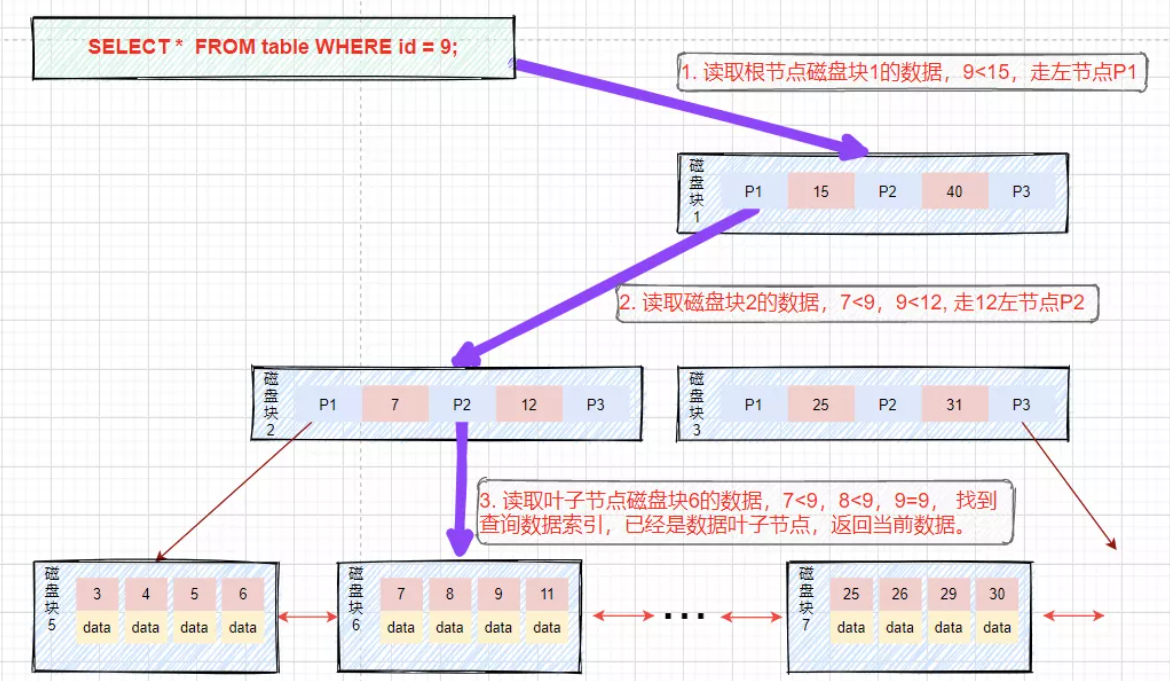 SELECT * FROM table WHERE id = 9;
1. 读取根节点磁盘块1的数据，9<15，走左节点P1
磁盘块1
P1 15 P2 40 P3
2. 读取磁盘块2的数据，7<9，9<12, 走12左节点P2
磁盘块2
P1 7 P2 12 P3
磁盘块3
P1 25 P2 31 P3
3. 读取叶子节点磁盘块6的数据，7<9，8<9，9=9， 找到
查询数据索引，已经是数据叶子节点，返回当前数据。
磁盘块5
3 4 5 6
data data data data
磁盘块6
7 8 9 11
data data data data
...
磁盘块7
25 26 29 30
data data data data